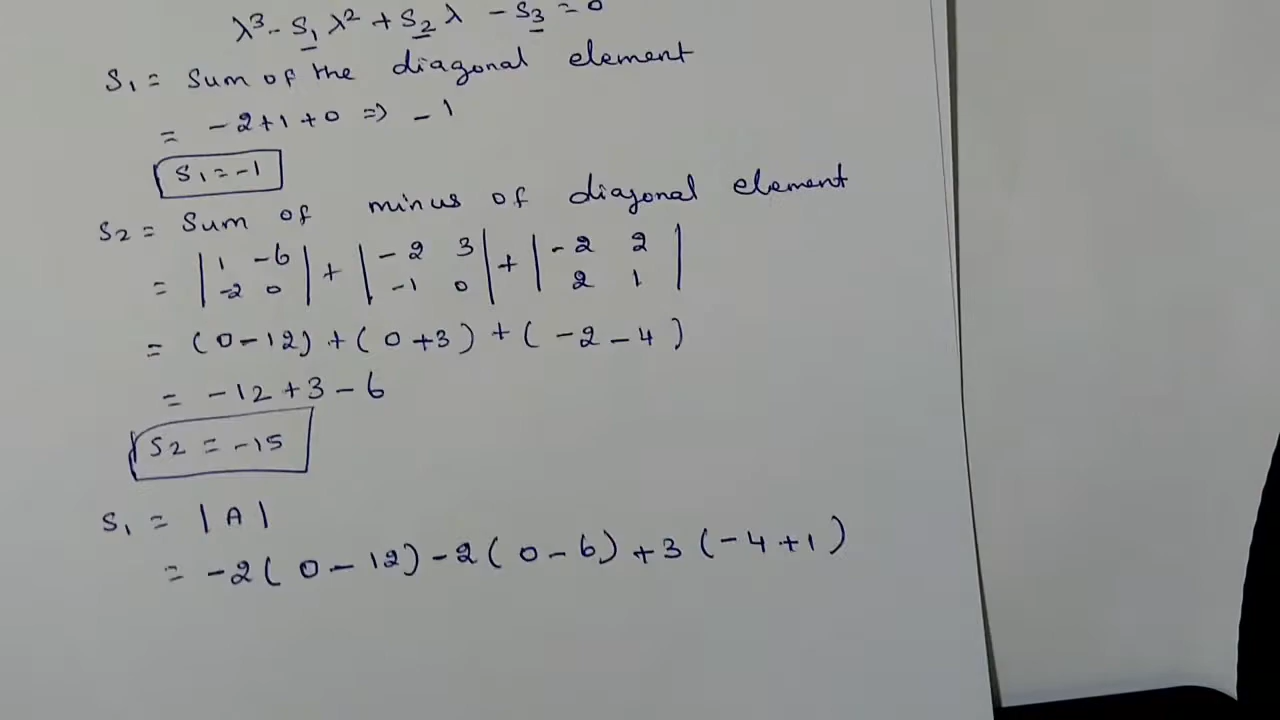 λ³ - S₁ λ² + S₂ λ - S₃ = 0
S₁ = Sum of the diagonal element
= -2+1+0 => -1
S₁ = -1
S₂ = Sum of minus of diagonal element
= |1 -6| + |-2 3| + |-2 2|
|-2 0| |-1 0| |2 1|
= (0-12) + (0+3) + (-2-4)
= -12+3-6
S₂ = -15
S₁ = |A|
= -2(0-12) -2(0-6) +3(-4+1)